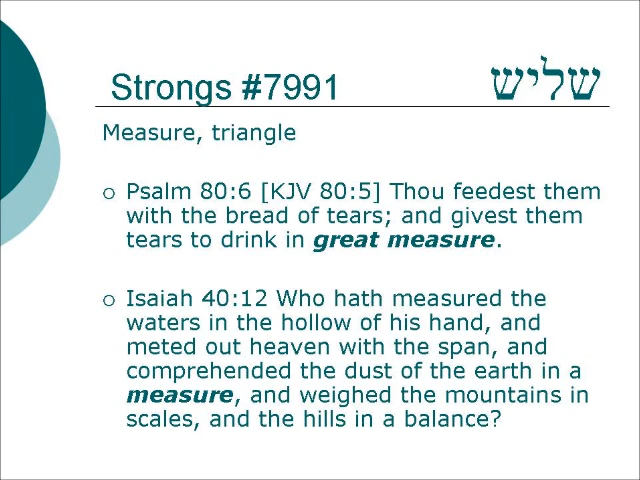 Strongs #7991 שליש
Measure, triangle
Psalm 80:6 [KJV 80:5] Thou feedest them
with the bread of tears; and givest them
tears to drink in great measure.
Isaiah 40:12 Who hath measured the
waters in the hollow of his hand, and
meted out heaven with the span, and
comprehended the dust of the earth in a
measure, and weighed the mountains in
scales, and the hills in a balance?